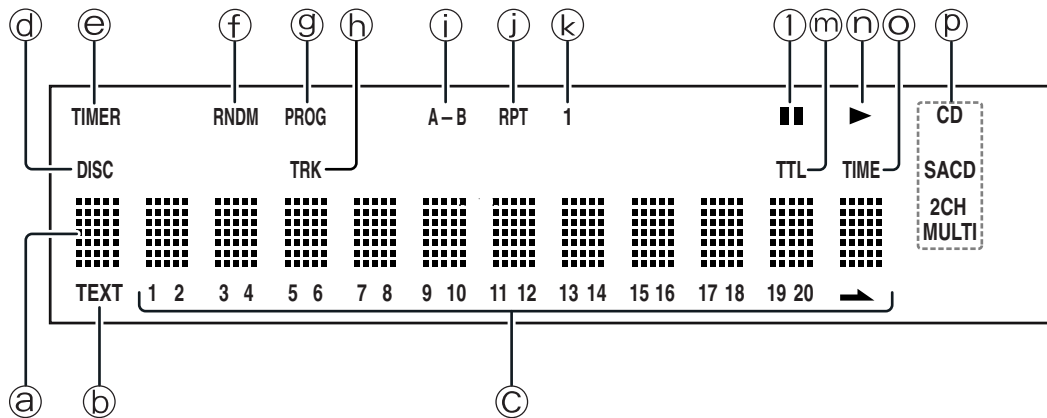 ⓓ ⓔ ⓕ ⓖ ⓗ ⓘ ⓙ ⓚ ⓛ ⓜ ⓝ ⓞ ⓟ
TIMER RNDM PROG A – B RPT 1 CD
DISC TRK TTL TIME SACD
2CH
MULTI
TEXT 1 2 3 4 5 6 7 8 9 10 11 12 13 14 15 16 17 18 19 20
ⓐ ⓑ ⓒ